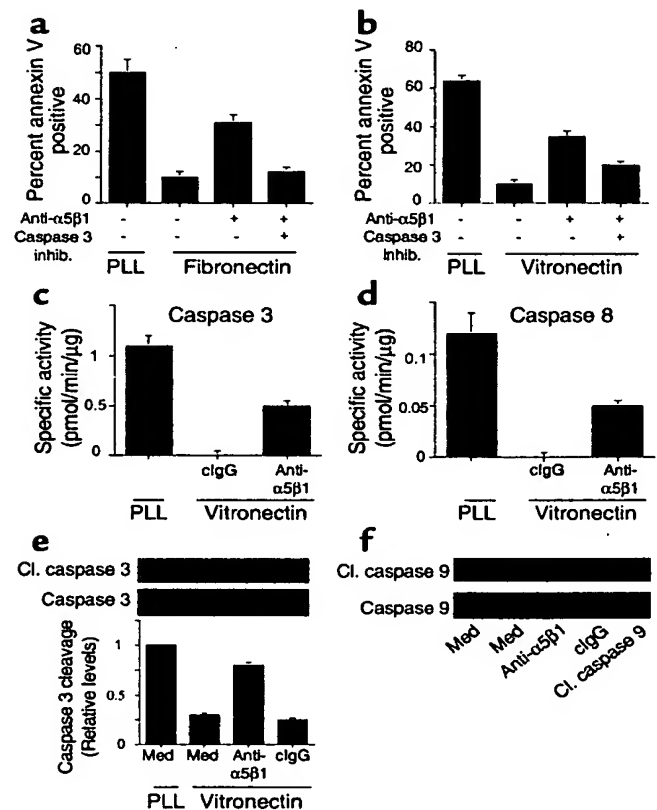 a
Percent annexin V
positive
60
40
20
Anti-α5β1 - - + +
Caspase 3 - - - +
inhib.
PLL Fibronectin
b
Percent annexin V
positive
80
60
40
20
0
Anti-α5β1 - - + +
Caspase 3 - - - +
Inhib.
PLL Vitronectin
c
Caspase 3
Specific activity
(pmol/min/µg)
1
0.5
0
cIgG Anti-
α5β1
PLL Vitronectin
d
Caspase 8
Specific activity
(pmol/min/µg)
0.1
0.05
0
cIgG Anti-
α5β1
PLL Vitronectin
e
Cl. caspase 3
Caspase 3
Caspase 3 cleavage
(Relative levels)
1
0.5
0
Med Med Anti- cIgG
α5β1
PLL Vitronectin
f
Cl. caspase 9
Caspase 9
Med
Med
Anti-α5β1
cIgG
Cl. caspase 9